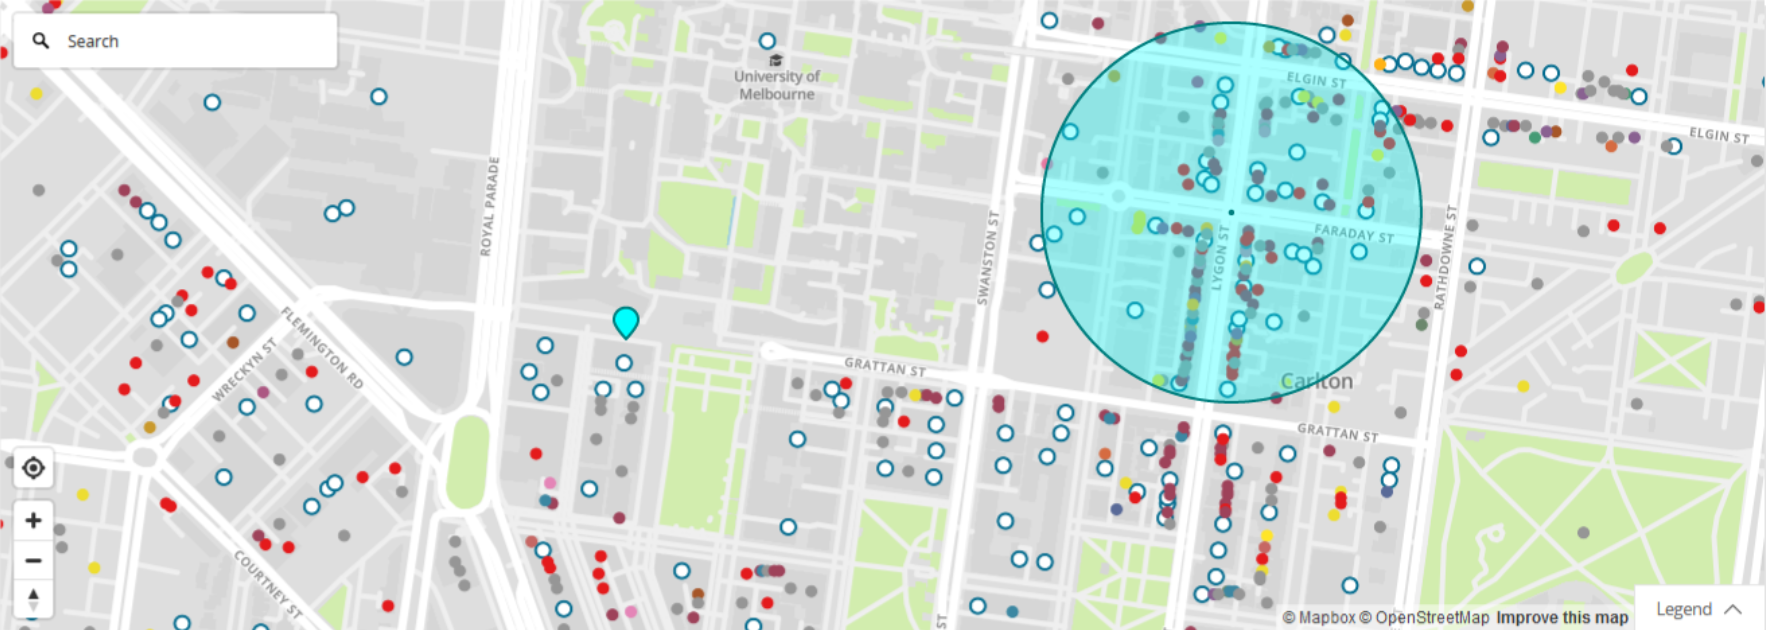 Search
University of
Melbourne
ELGIN ST
ELGIN ST
ROYAL PARADE
SWANSTON ST
LYGON ST
FARADAY ST
RATHDOWNE ST
FLEMINGTON RD
WRECKYN ST
GRATTAN ST
Carlton
GRATTAN ST
COURTNEY ST
ST
Legend
© Mapbox © OpenStreetMap Improve this map